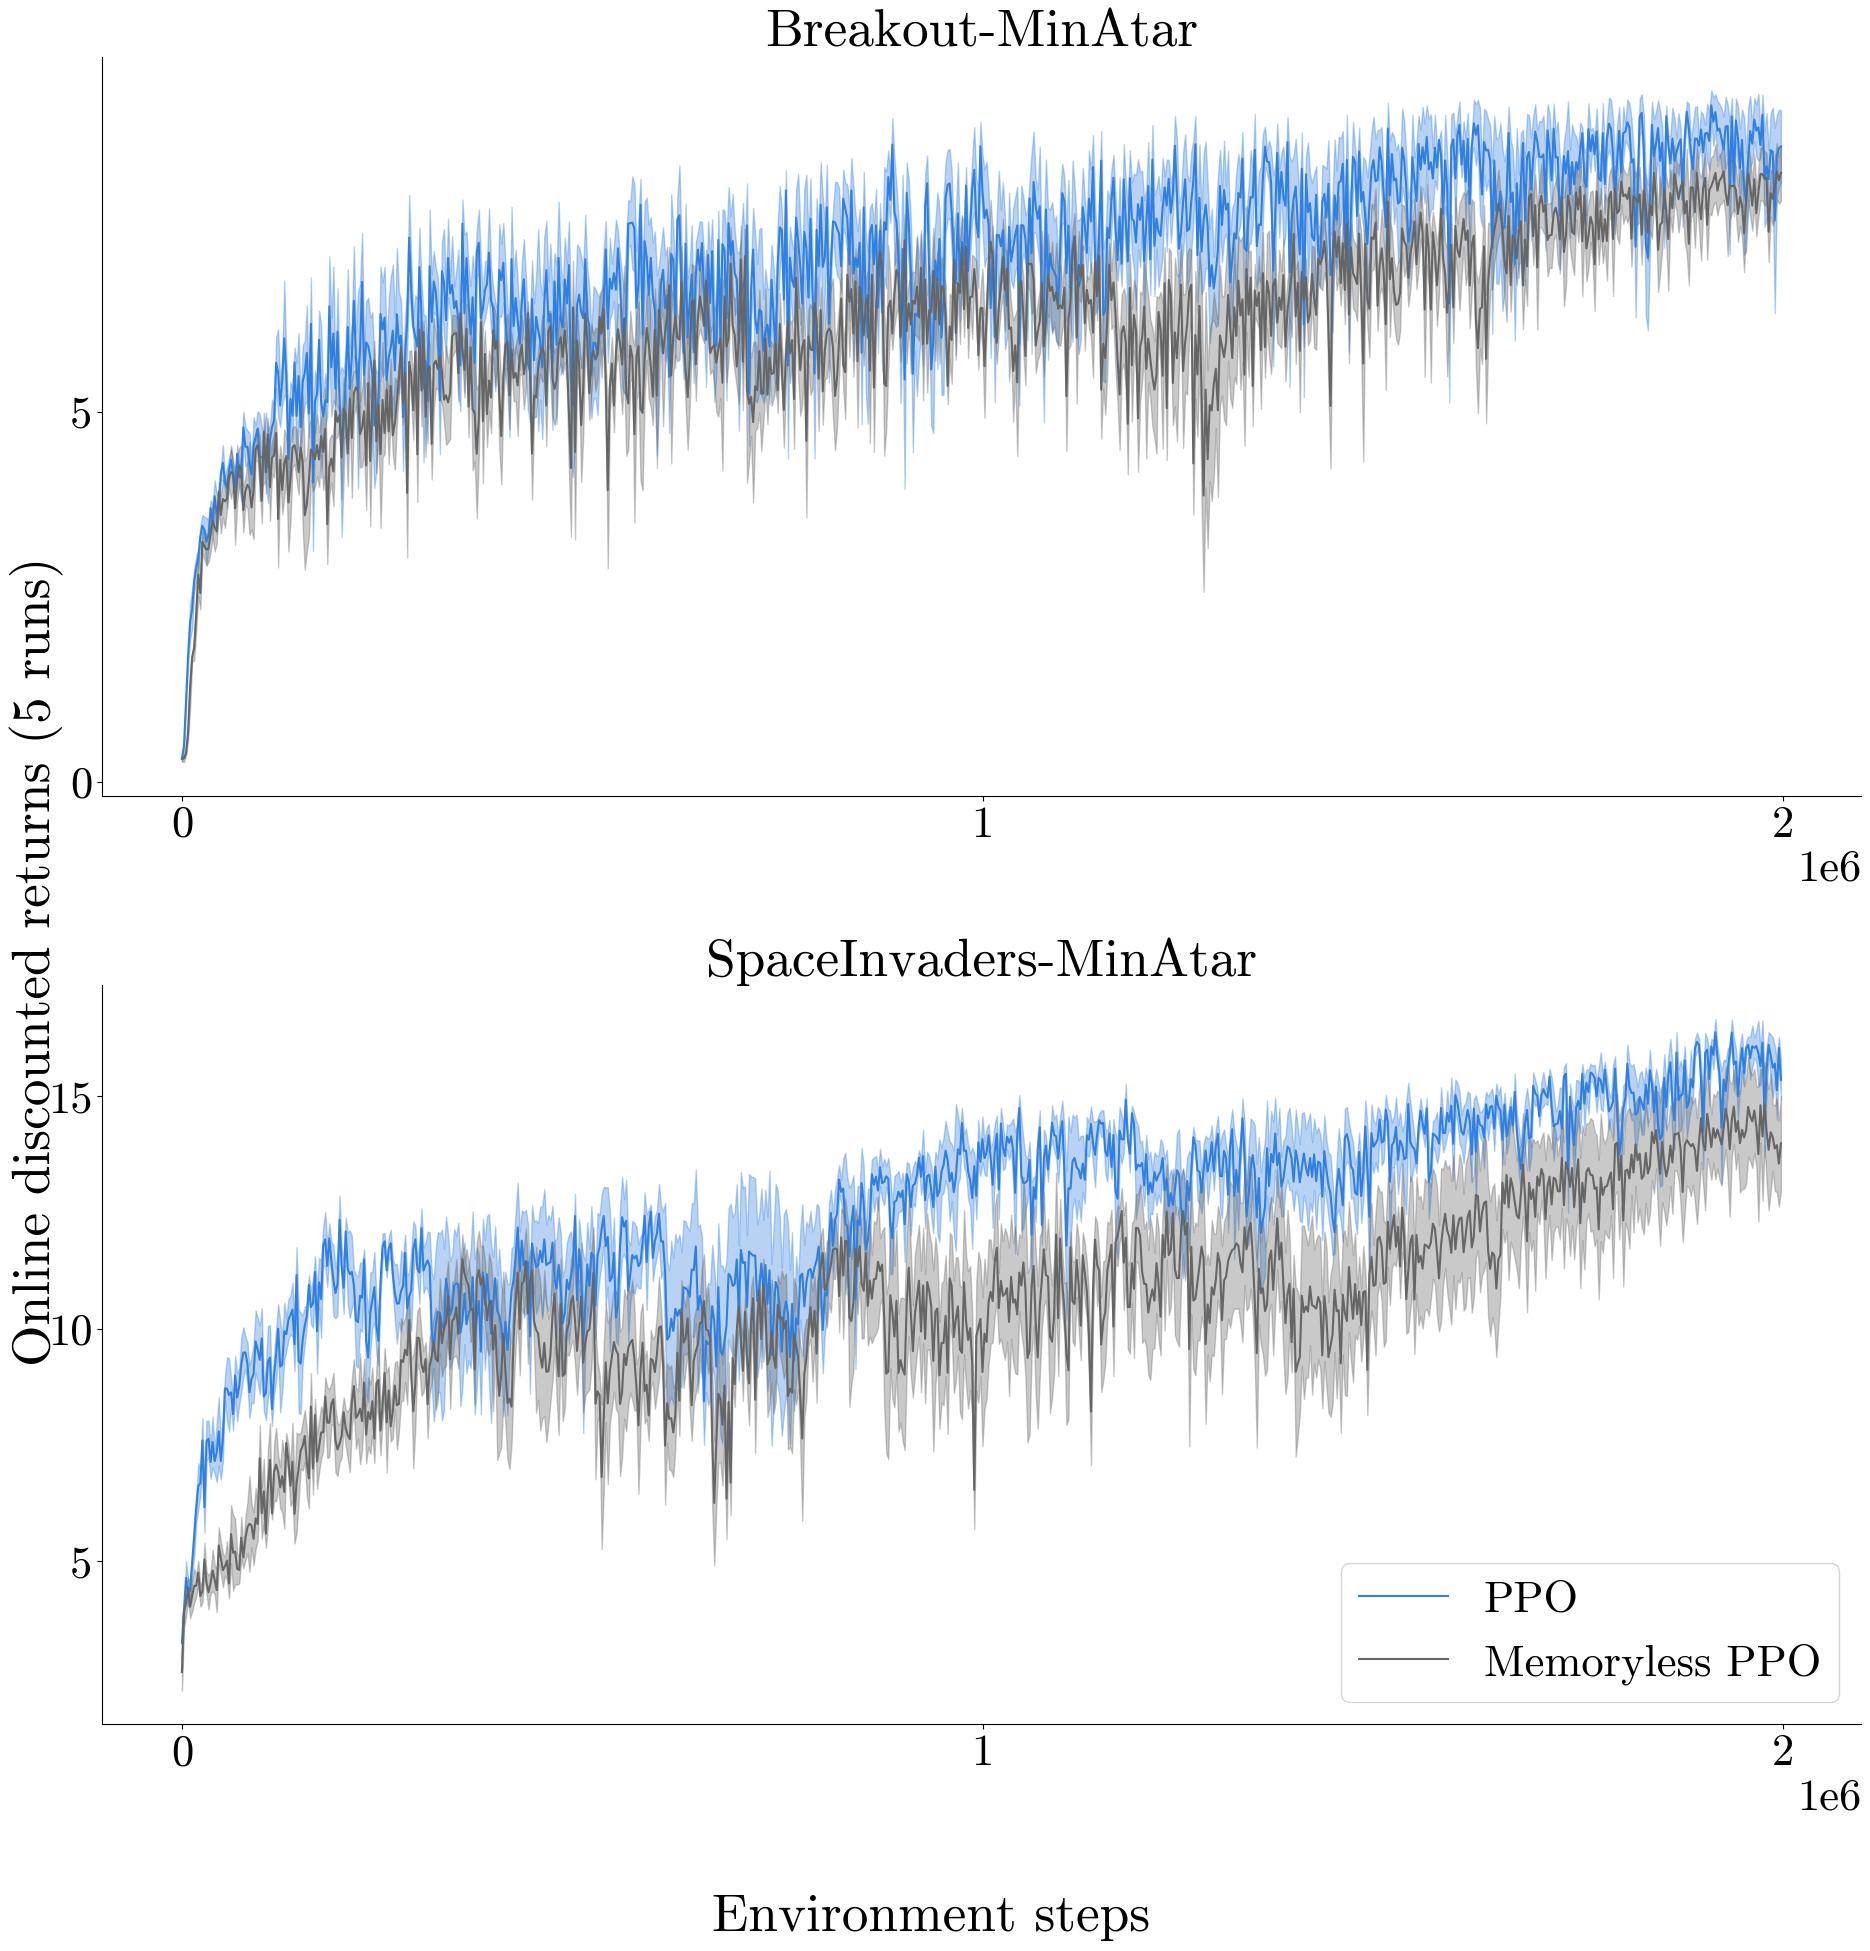 Breakout-MinAtar
5
0
0 1 2
1e6
Online discounted returns (5 runs)
SpaceInvaders-MinAtar
15
10
5
PPO
Memoryless PPO
0 1 2
1e6
Environment steps